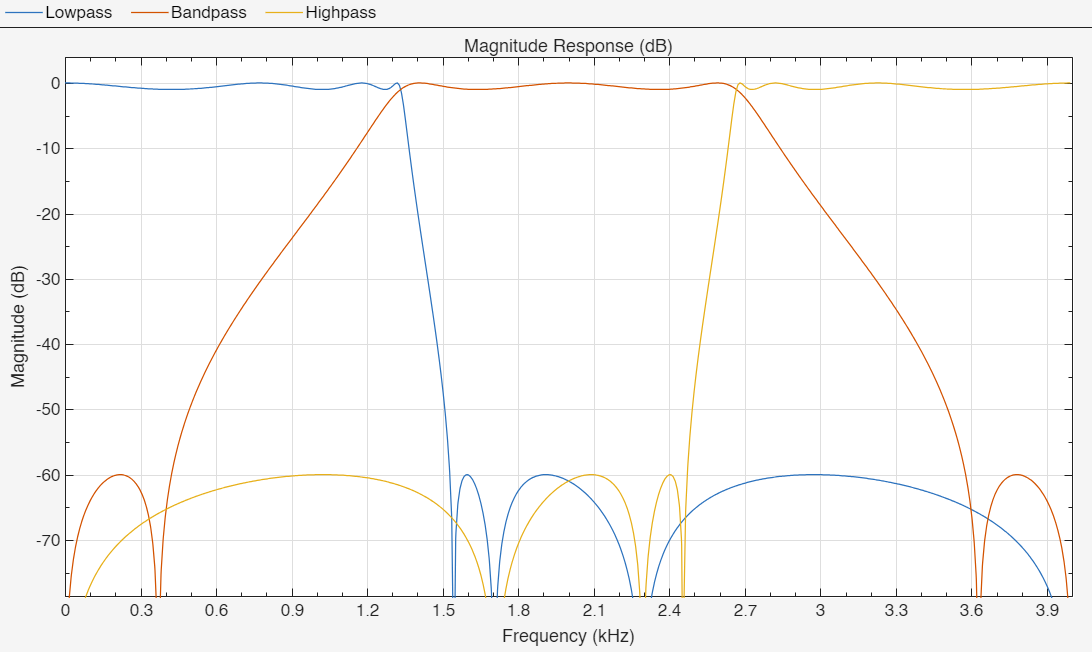 Lowpass Bandpass Highpass
Magnitude Response (dB)
0
-10
-20
-30
-40
-50
-60
-70
Magnitude (dB)
0 0.3 0.6 0.9 1.2 1.5 1.8 2.1 2.4 2.7 3 3.3 3.6 3.9
Frequency (kHz)